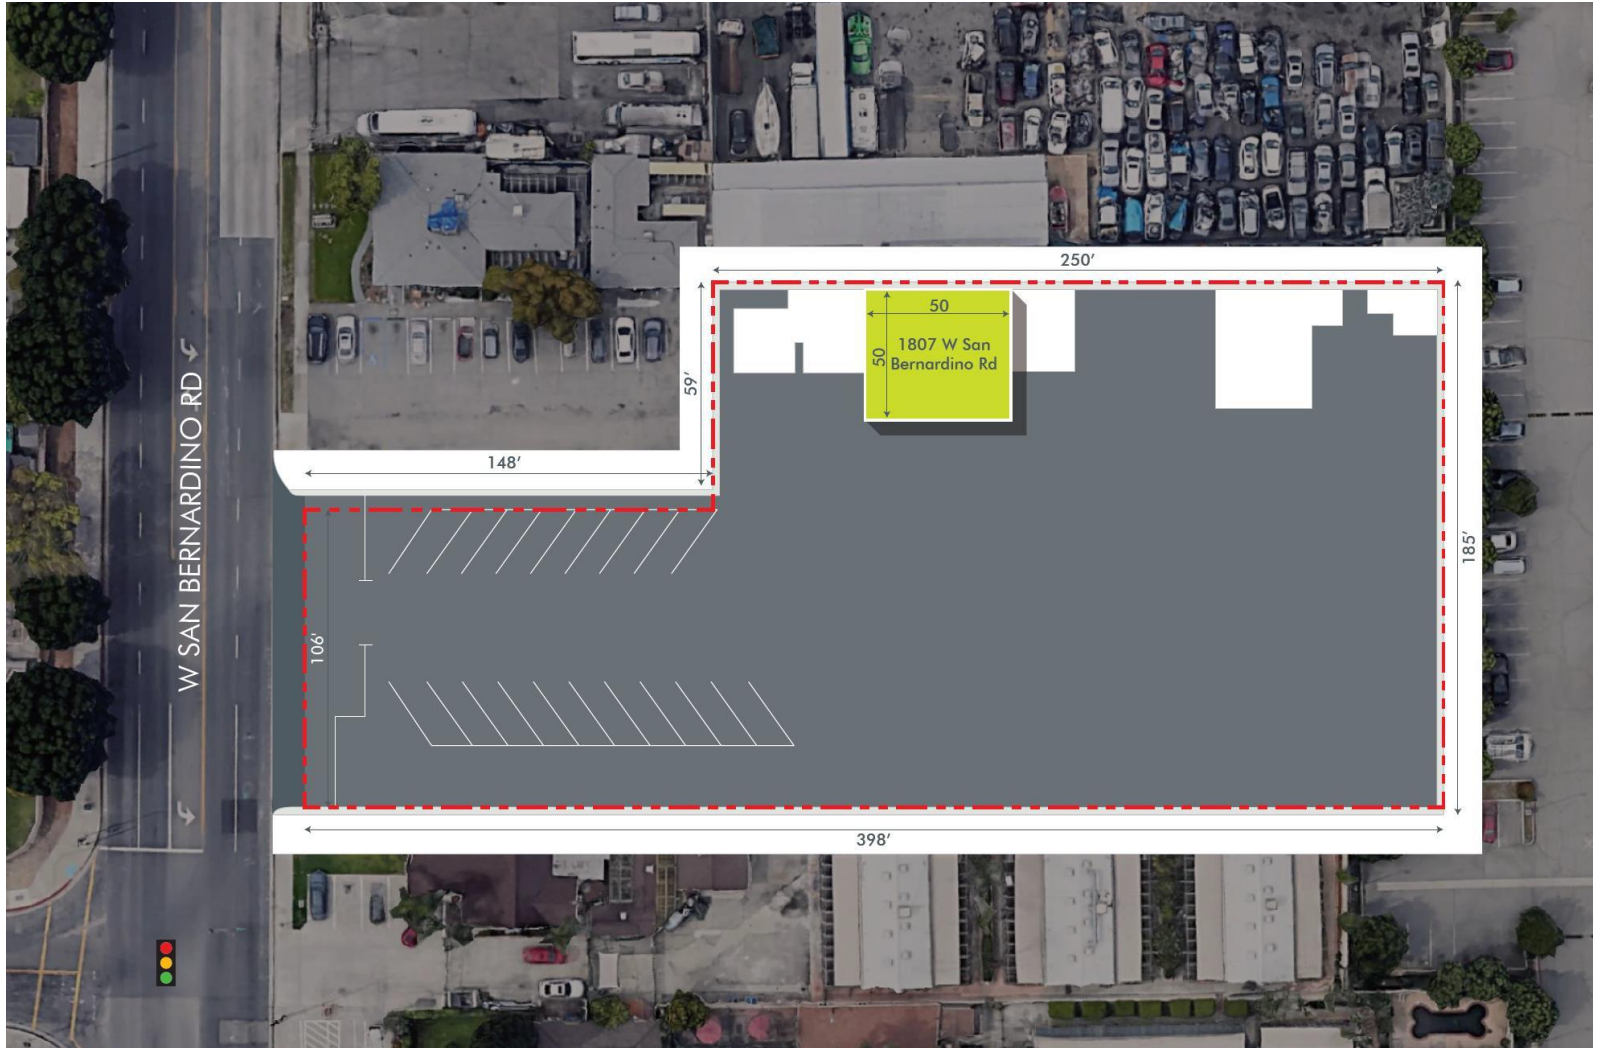 250’
50
1807 W San
Bernardino Rd
50
59’
W SAN BERNARDINO RD
148’
185’
106’
398’